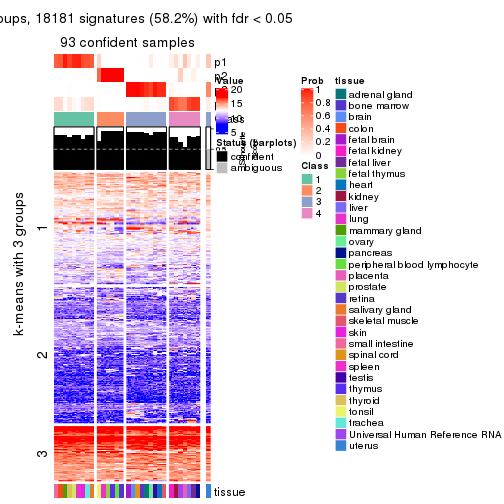 oups, 18181 signatures (58.2%) with fdr < 0.05
93 confident samples
p1
p2
Value
20
15
10
5
Status (barplots)
confident
ambiguous
Prob
1
0.8
0.6
0.4
0.2
0
Class
1
2
3
4
tissue
adrenal gland
bone marrow
brain
colon
fetal brain
fetal kidney
fetal liver
fetal thymus
heart
kidney
liver
lung
mammary gland
ovary
pancreas
peripheral blood lymphocyte
placenta
prostate
retina
salivary gland
skeletal muscle
skin
small intestine
spinal cord
spleen
testis
thymus
thyroid
tonsil
trachea
Universal Human Reference RNA
uterus
k-means with 3 groups
1
2
3
tissue